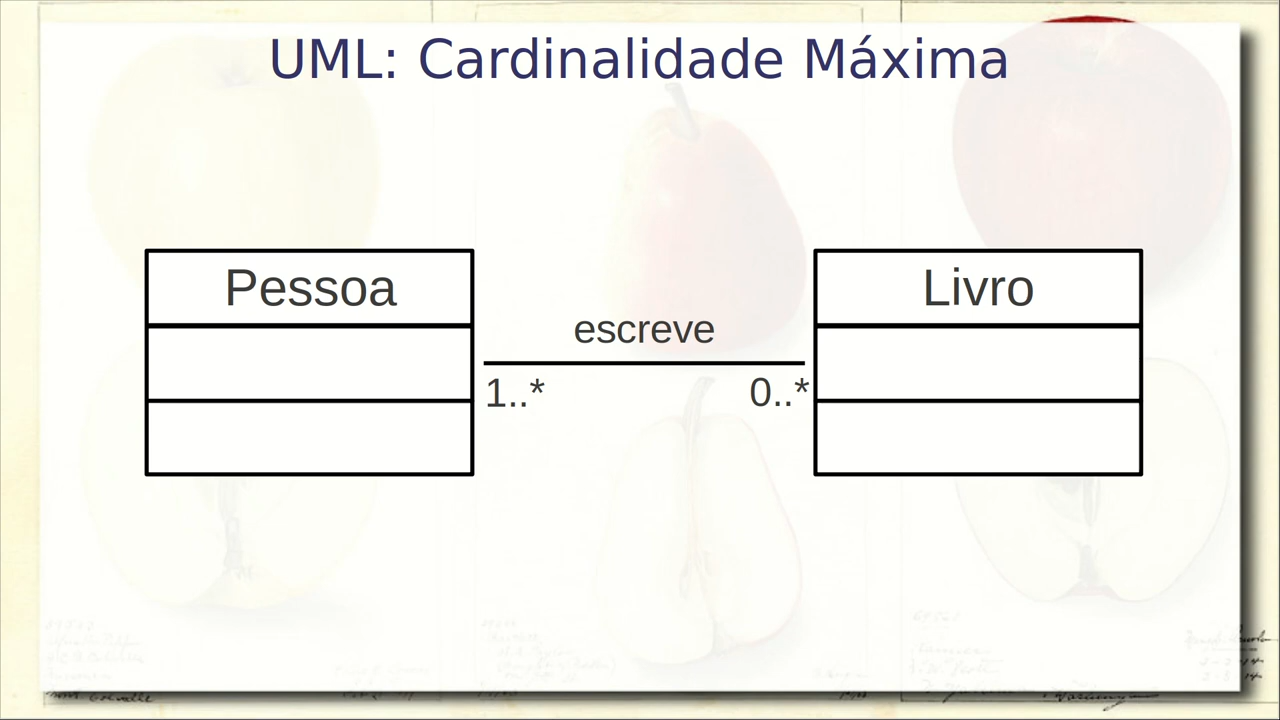 UML: Cardinalidade Máxima
Pessoa
Livro
escreve
1..*
0..*